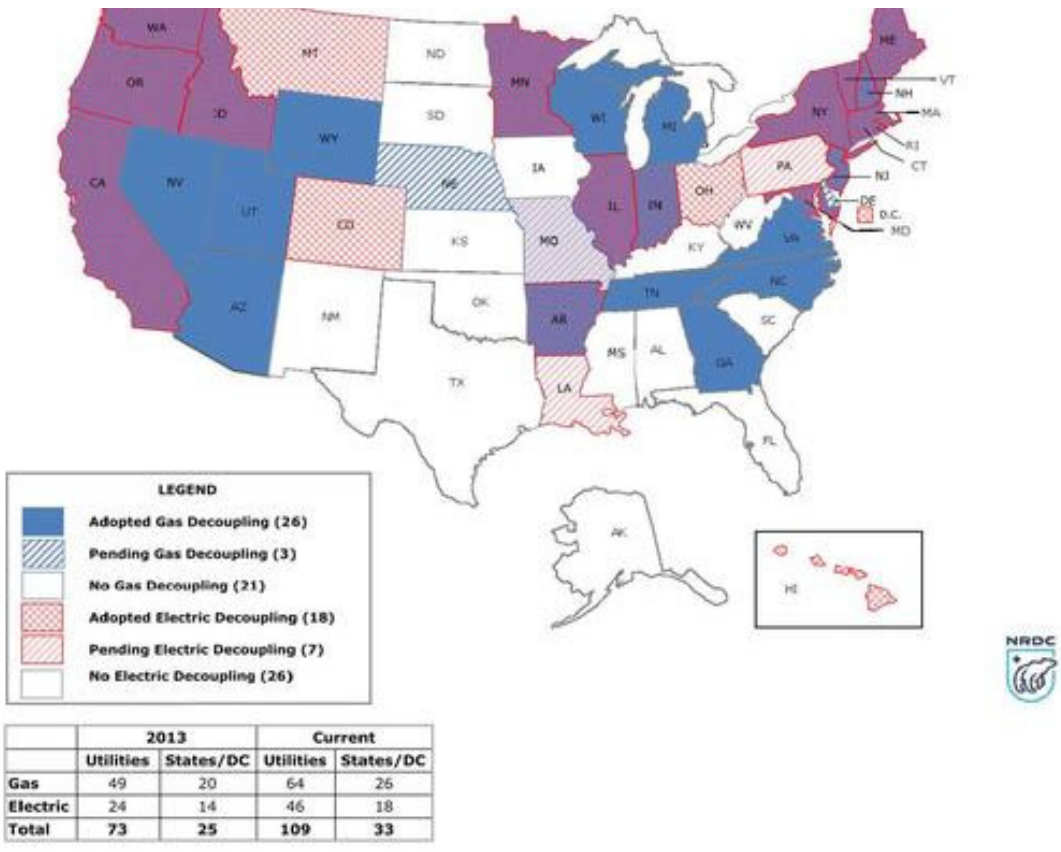 WA
MT
ND
MN
ME
OR
ID
SD
WI
MI
NY
VT
NH
MA
WY
IA
PA
RI
CT
CA
NV
UT
NE
IL
IN
OH
NJ
DE
D.C.
MD
CO
KS
MO
KY
WV
VA
AZ
NM
OK
AR
TN
NC
SC
TX
LA
MS
AL
GA
FL
AK
HI
LEGEND
Adopted Gas Decoupling (26)
Pending Gas Decoupling (3)
No Gas Decoupling (21)
Adopted Electric Decoupling (18)
Pending Electric Decoupling (7)
No Electric Decoupling (26)
NRDC
2013 Current
Utilities States/DC Utilities States/DC
Gas 49 20 64 26
Electric 24 14 46 18
Total 73 25 109 33